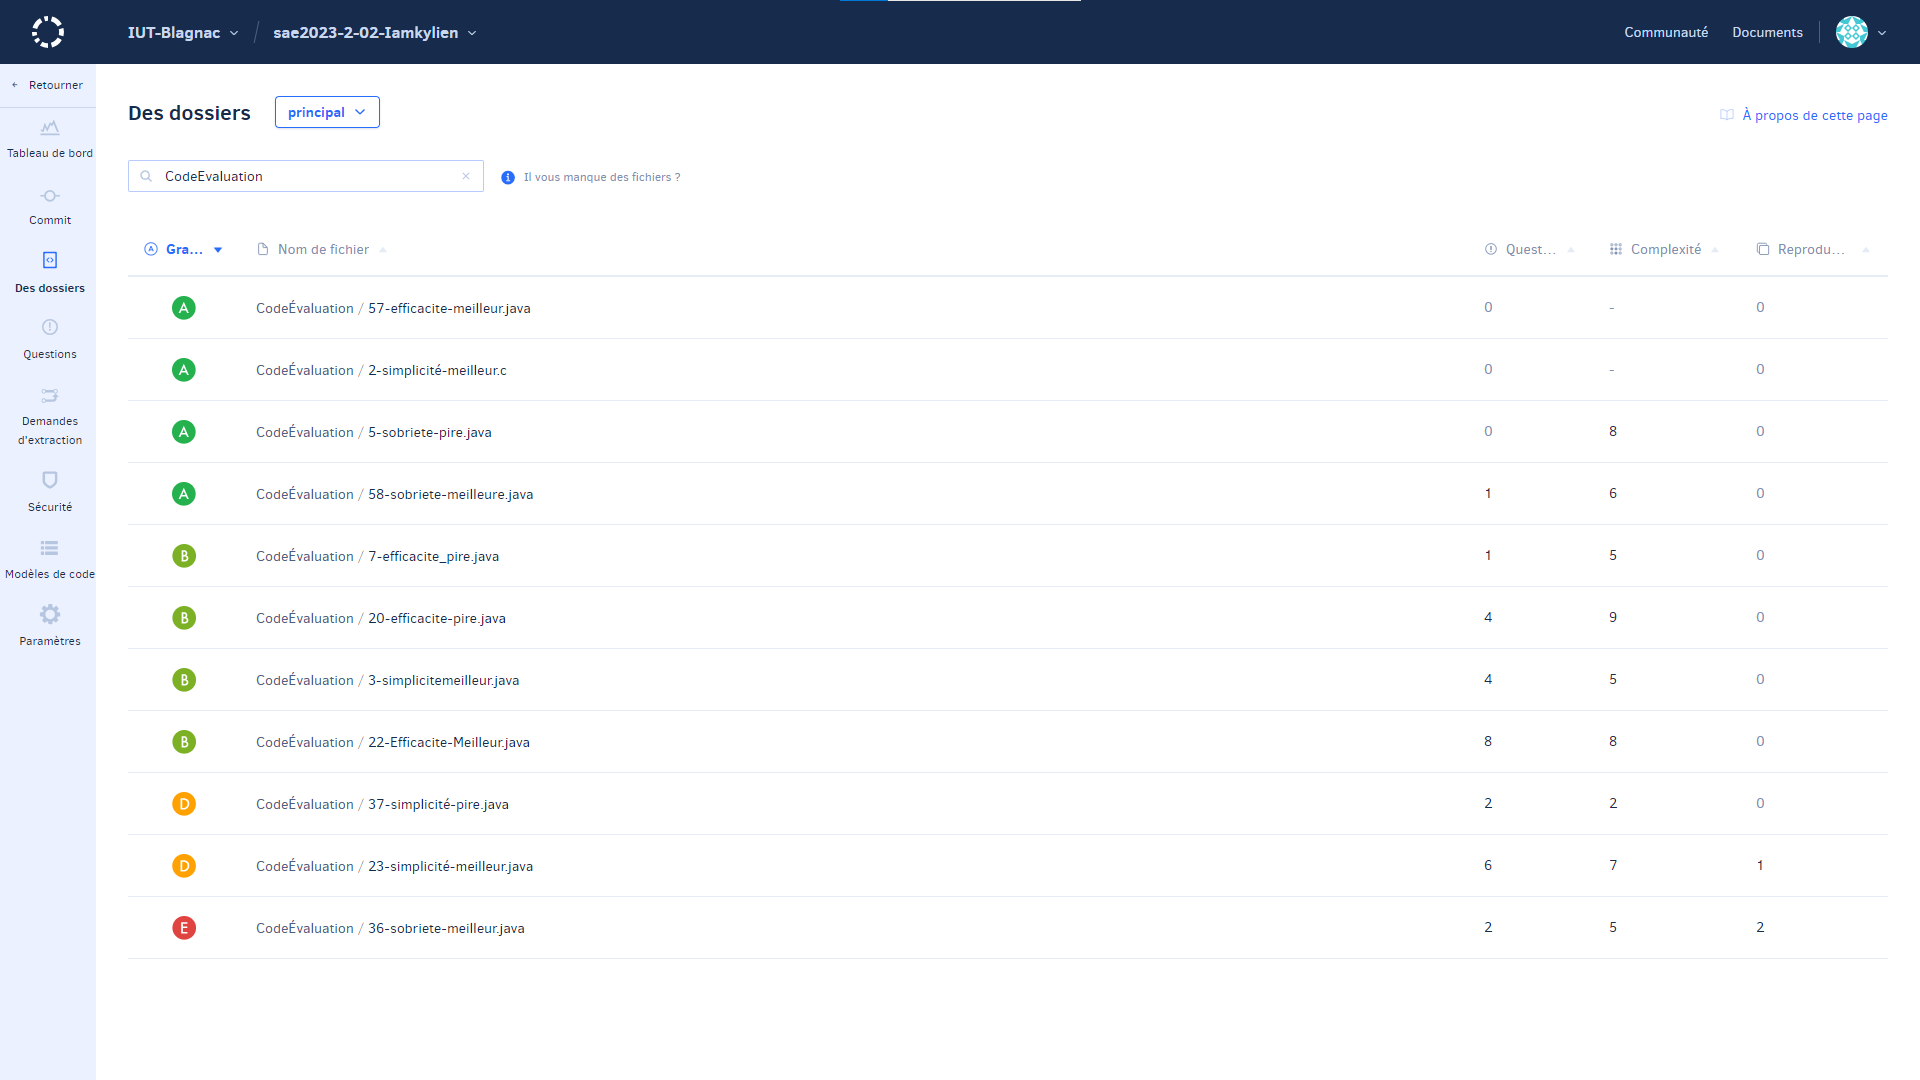 IUT-Blagnac / sae2023-2-02-Iamkylien Communauté Documents
Retourner
Tableau de bord
Commit
Des dossiers
Questions
Demandes
d'extraction
Sécurité
Modèles de code
Paramètres
Des dossiers principal À propos de cette page
CodeEvaluation Il vous manque des fichiers ?
Gra... Nom de fichier Quest... Complexité Reprodu...
A CodeÉvaluation / 57-efficacite-meilleur.java 0 - 0
A CodeÉvaluation / 2-simplicité-meilleur.c 0 - 0
A CodeÉvaluation / 5-sobriete-pire.java 0 8 0
A CodeÉvaluation / 58-sobriete-meilleure.java 1 6 0
B CodeÉvaluation / 7-efficacite_pire.java 1 5 0
B CodeÉvaluation / 20-efficacite-pire.java 4 9 0
B CodeÉvaluation / 3-simplicitemeilleur.java 4 5 0
B CodeÉvaluation / 22-Efficacite-Meilleur.java 8 8 0
D CodeÉvaluation / 37-simplicité-pire.java 2 2 0
D CodeÉvaluation / 23-simplicité-meilleur.java 6 7 1
E CodeÉvaluation / 36-sobriete-meilleur.java 2 5 2